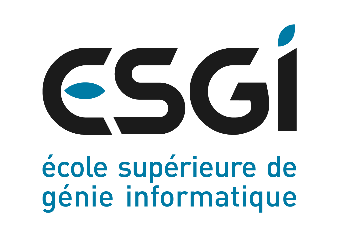 ESGI
école supérieure de
génie informatique